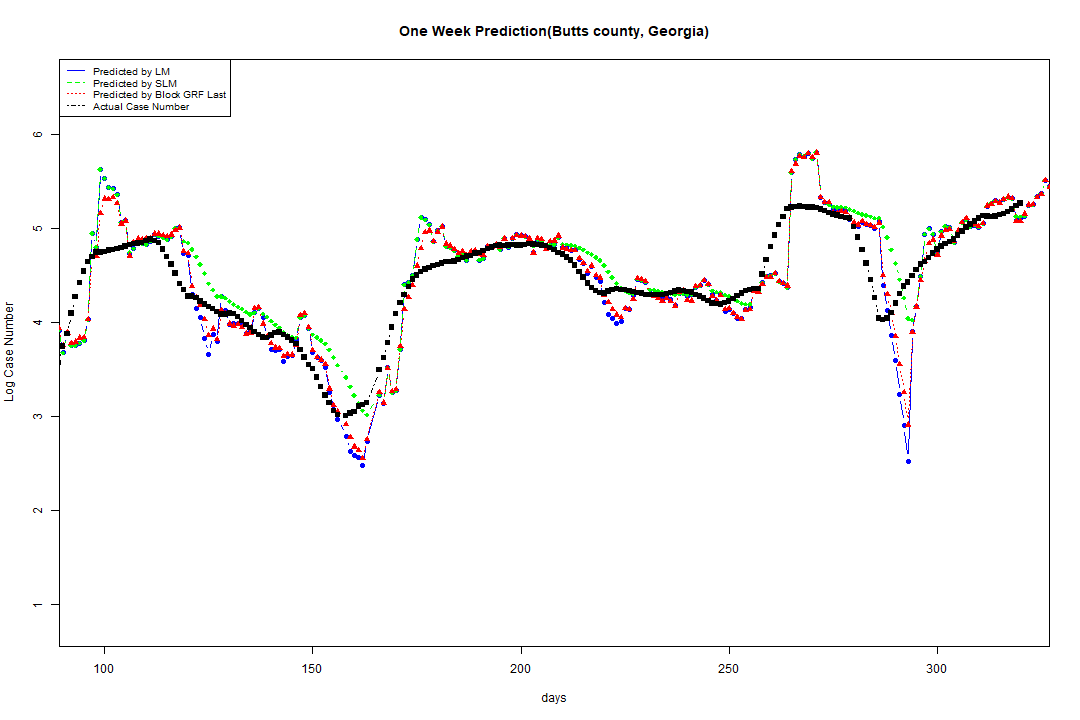 One Week Prediction(Butts county, Georgia)
Predicted by LM
Predicted by SLM
Predicted by Block GRF Last
Actual Case Number
Log Case Number
6
5
4
3
2
1
100 150 200 250 300
days